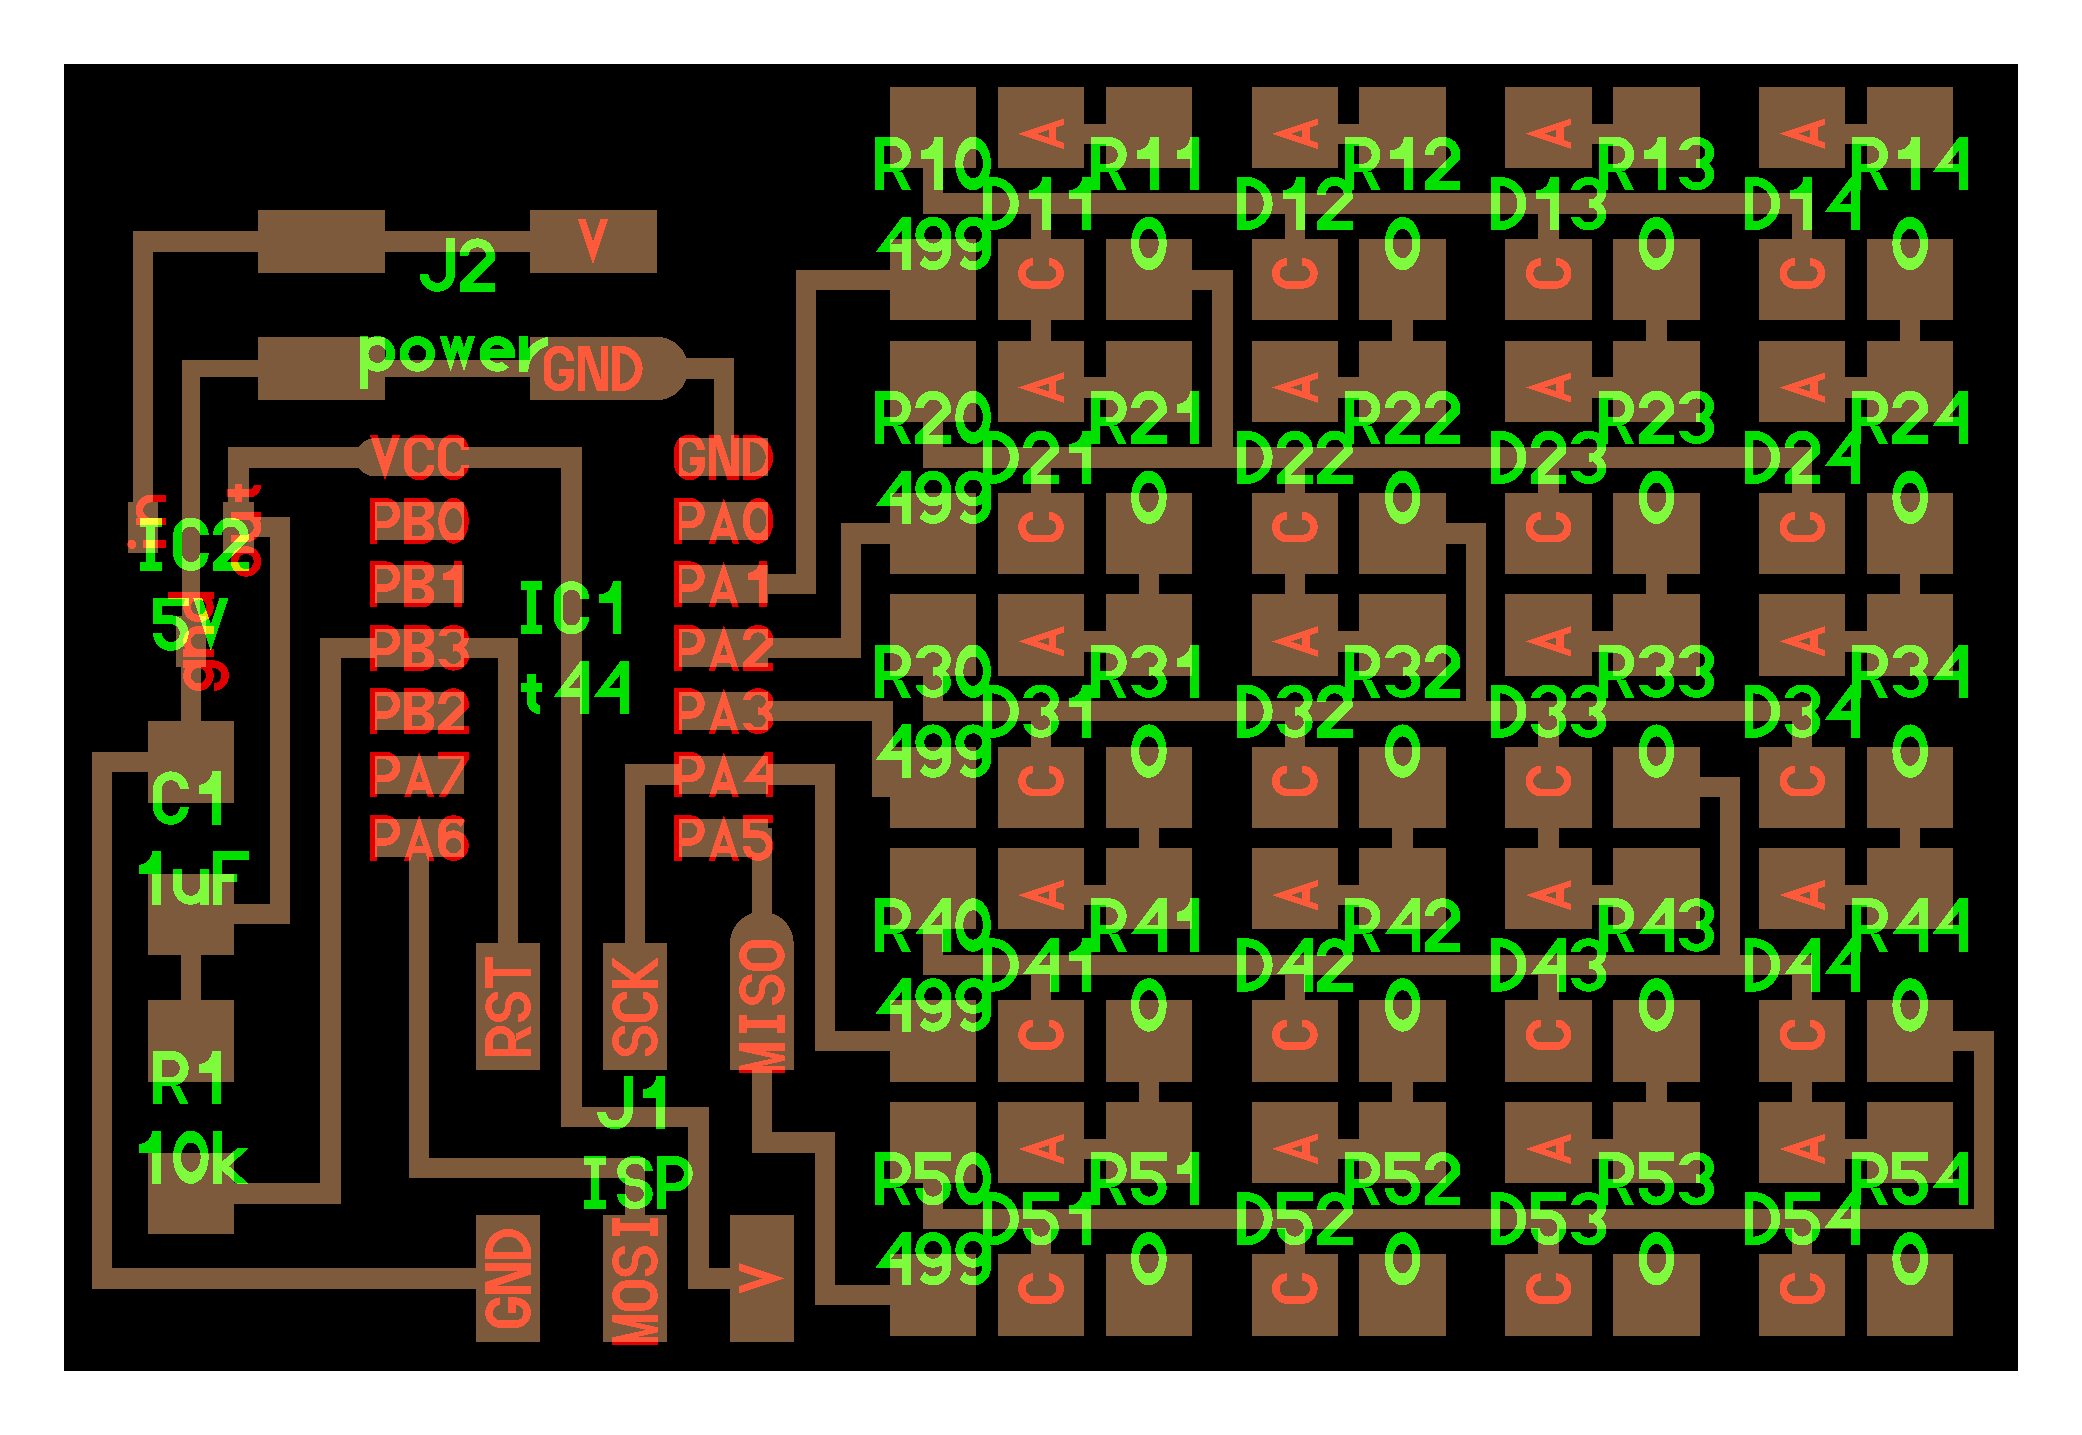 V
J2
power
GND
VCC
GND
PB0
PA0
PB1
PA1
PB3
PA2
PB2
PA3
PA7
PA4
PA6
PA5
in
out
IC2
5V
gnd
IC1
t44
C1
1uF
R1
10k
RST
SCK
MISO
J1
ISP
GND
MOSI
V
A A A A
R10 R11 R12 R13 R14
D11 D12 D13 D14
499 0 0 0 0
C C C C
A A A A
R20 R21 R22 R23 R24
D21 D22 D23 D24
499 0 0 0 0
C C C C
A A A A
R30 R31 R32 R33 R34
D31 D32 D33 D34
499 0 0 0 0
C C C C
A A A A
R40 R41 R42 R43 R44
D41 D42 D43 D44
499 0 0 0 0
C C C C
A A A A
R50 R51 R52 R53 R54
D51 D52 D53 D54
499 0 0 0 0
C C C C